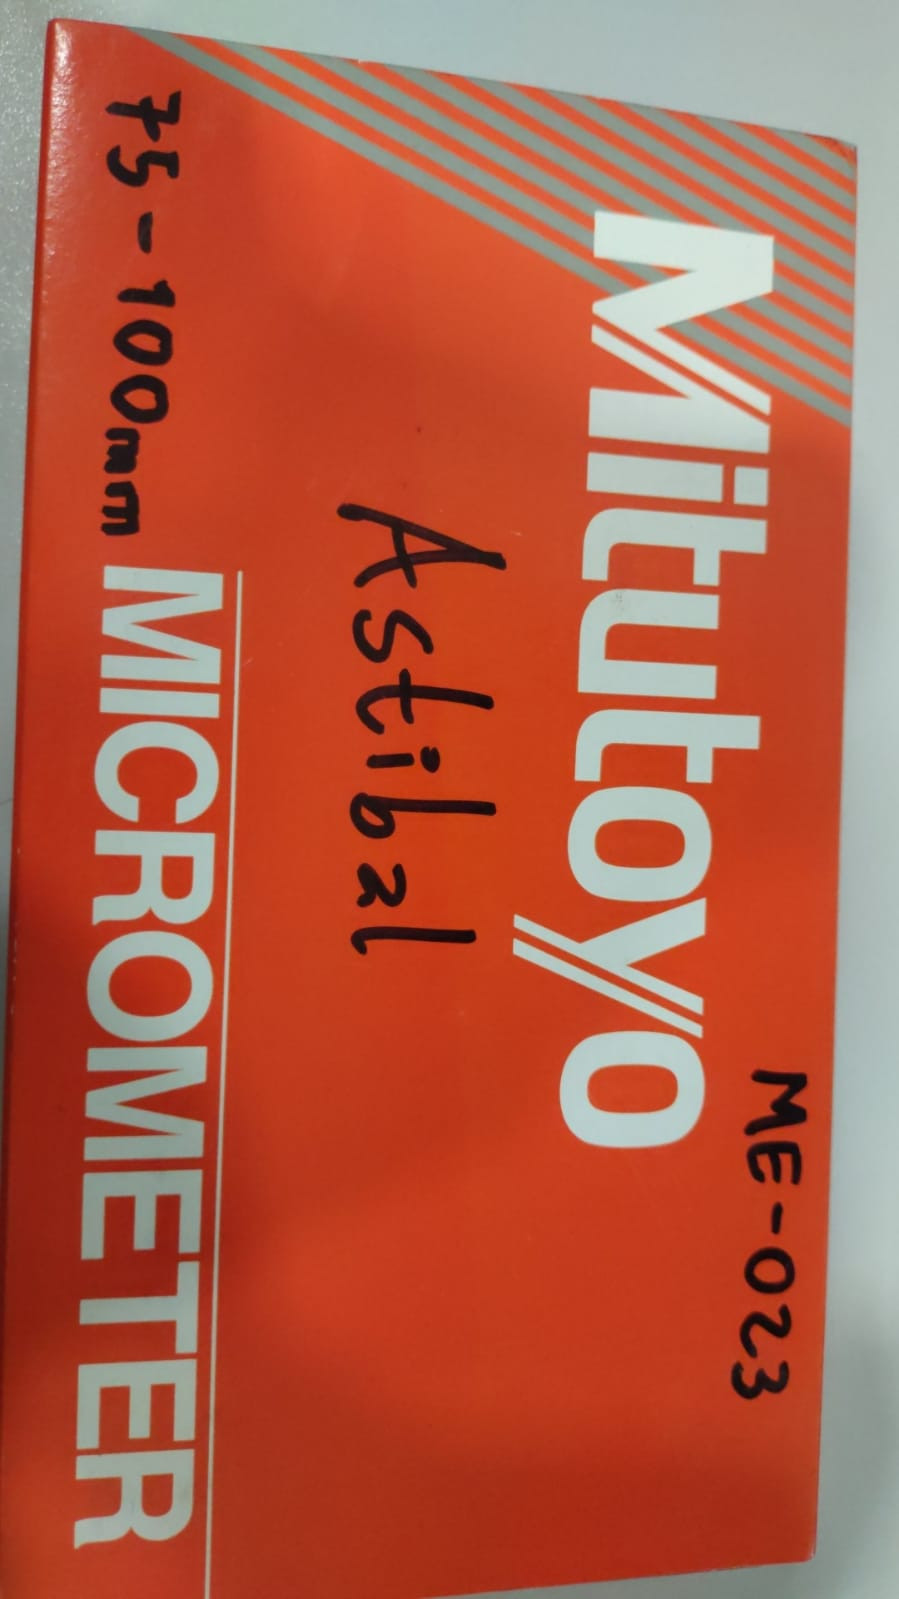 ME-023
Mitutoyo
Astibal
75-100mm MICROMETER